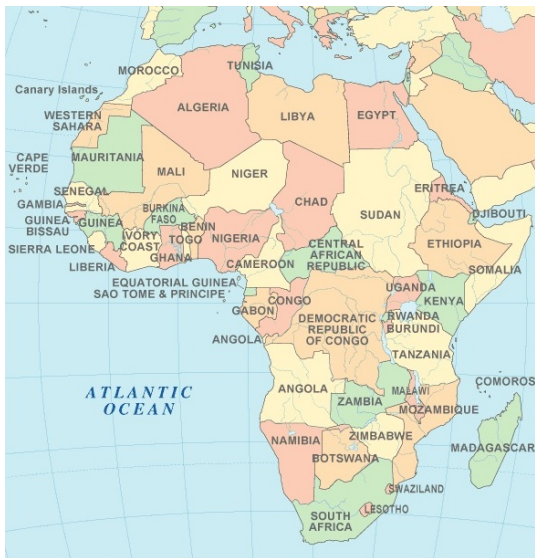 MOROCCO
TUNISIA
Canary Islands
ALGERIA
LIBYA
EGYPT
WESTERN
SAHARA
CAPE
VERDE
MAURITANIA
MALI
NIGER
CHAD
SUDAN
ERITREA
DJIBOUTI
SENEGAL
GAMBIA
GUINEA
BISSAU
GUINEA
BURKINA
FASO
BENIN
TOGO
IVORY
COAST
SIERRA LEONE
LIBERIA
GHANA
NIGERIA
CAMEROON
CENTRAL
AFRICAN
REPUBLIC
ETHIOPIA
SOMALIA
EQUATORIAL GUINEA
SAO TOME & PRINCIPE
GABON
CONGO
DEMOCRATIC
REPUBLIC
OF CONGO
UGANDA
KENYA
RWANDA
BURUNDI
ANGOLA
TANZANIA
ATLANTIC
OCEAN
ANGOLA
ZAMBIA
MALAWI
COMOROS
MOZAMBIQUE
ZIMBABWE
NAMIBIA
BOTSWANA
MADAGASCAR
SWAZILAND
LESOTHO
SOUTH
AFRICA